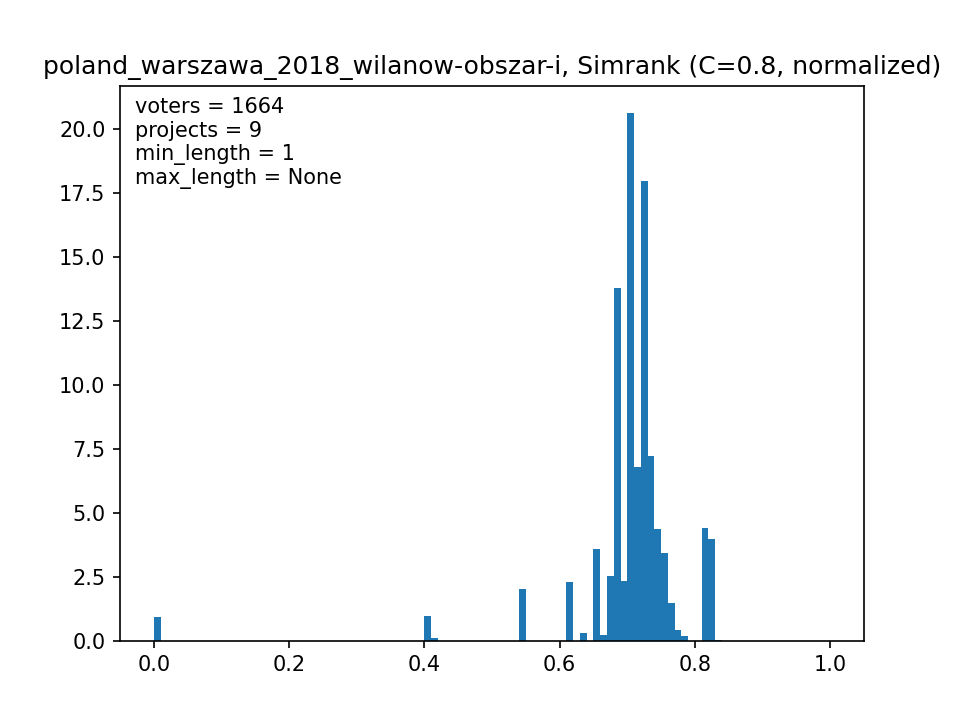 poland_warszawa_2018_wilanow-obszar-i, Simrank (C=0.8, normalized)
voters = 1664
projects = 9
min_length = 1
max_length = None
20.0
17.5
15.0
12.5
10.0
7.5
5.0
2.5
0.0
0.0 0.2 0.4 0.6 0.8 1.0